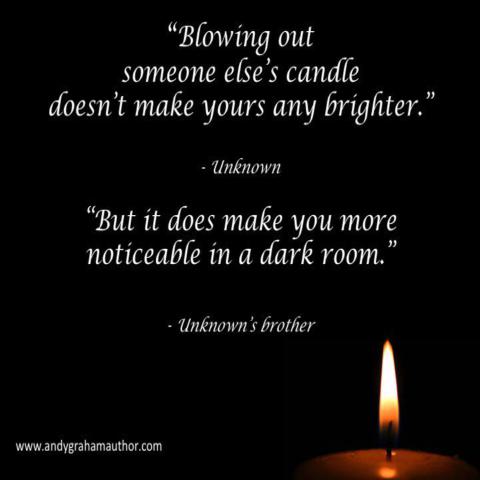 “Blowing out
someone else’s candle
doesn’t make yours any brighter.”
- Unknown
“But it does make you more
noticeable in a dark room.”
- Unknown’s brother
www.andygrahamauthor.com